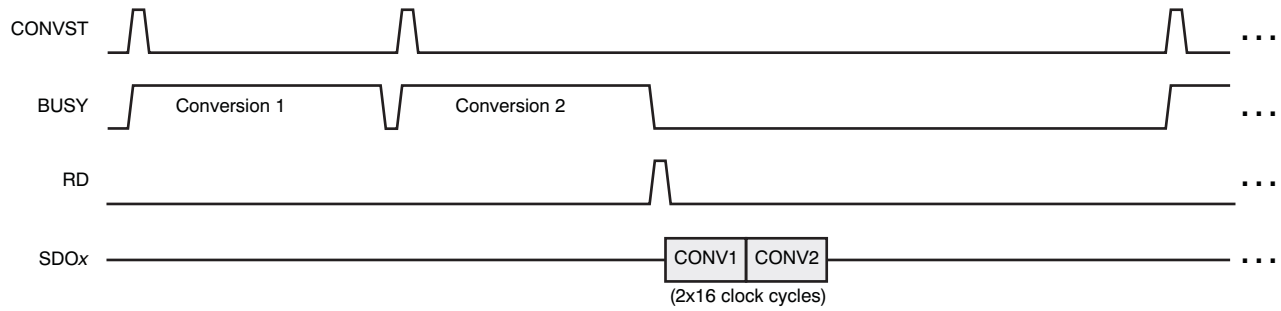 CONVST
...
BUSY
Conversion 1
Conversion 2
...
RD
...
SDOx
CONV1
CONV2
...
(2x16 clock cycles)